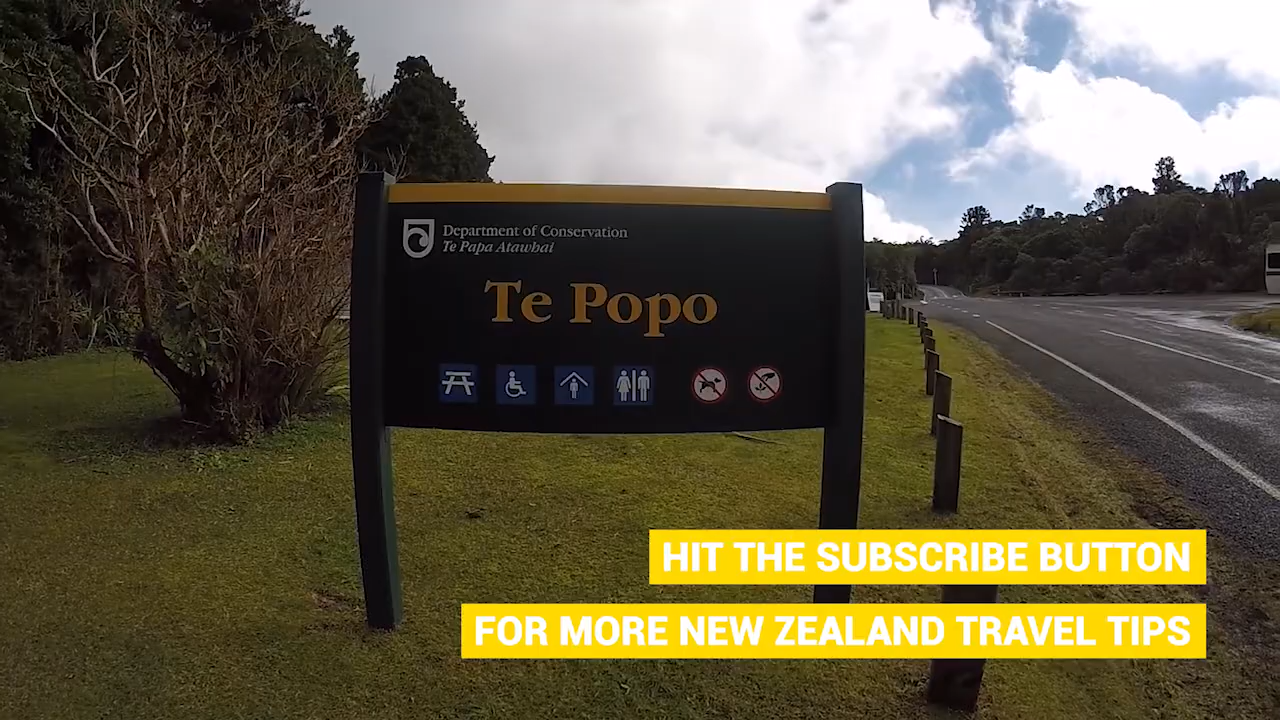 Department of Conservation
Te Papa Atawhai
Te Popo
HIT THE SUBSCRIBE BUTTON
FOR MORE NEW ZEALAND TRAVEL TIPS